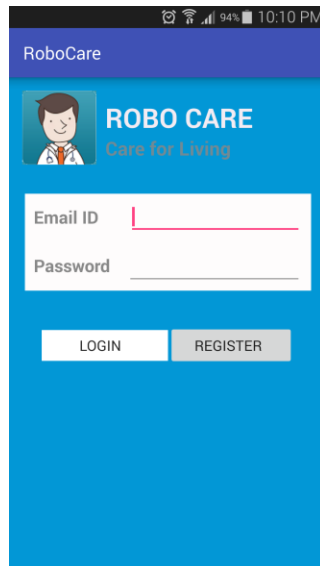 94% 10:10 PM
RoboCare
ROBO CARE
Care for Living
Email ID
Password
LOGIN REGISTER